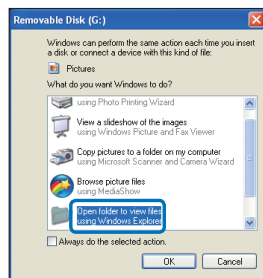 Removable Disk (G:)
Windows can perform the same action each time you insert
a disk or connect a device with this kind of file:
Pictures
What do you want Windows to do?
using Photo Printing Wizard
View a slideshow of the images
using Windows Picture and Fax Viewer
Copy pictures to a folder on my computer
using Microsoft Scanner and Camera Wizard
Browse picture files
using MediaShow
Open folder to view files
using Windows Explorer
Always do the selected action.
OK
Cancel